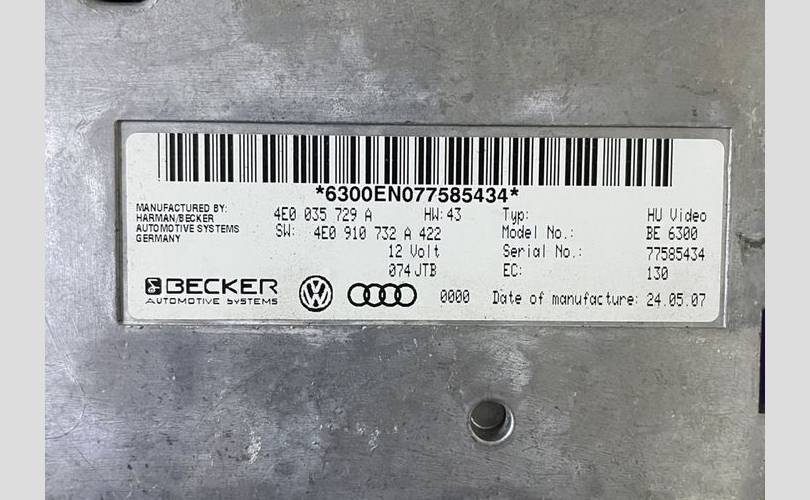 *6300EN077585434*
MANUFACTURED BY:
HARMAN/BECKER
AUTOMOTIVE SYSTEMS
GERMANY
4E0 035 729 A HW:43
SW: 4E0 910 732 A 422
12 Volt
074 JTB
Typ: HU Video
Model No.: BE 6300
Serial No.: 77585434
EC: 130
BECKER
AUTOMOTIVE SYSTEMS
0000 Date of manufacture: 24.05.07